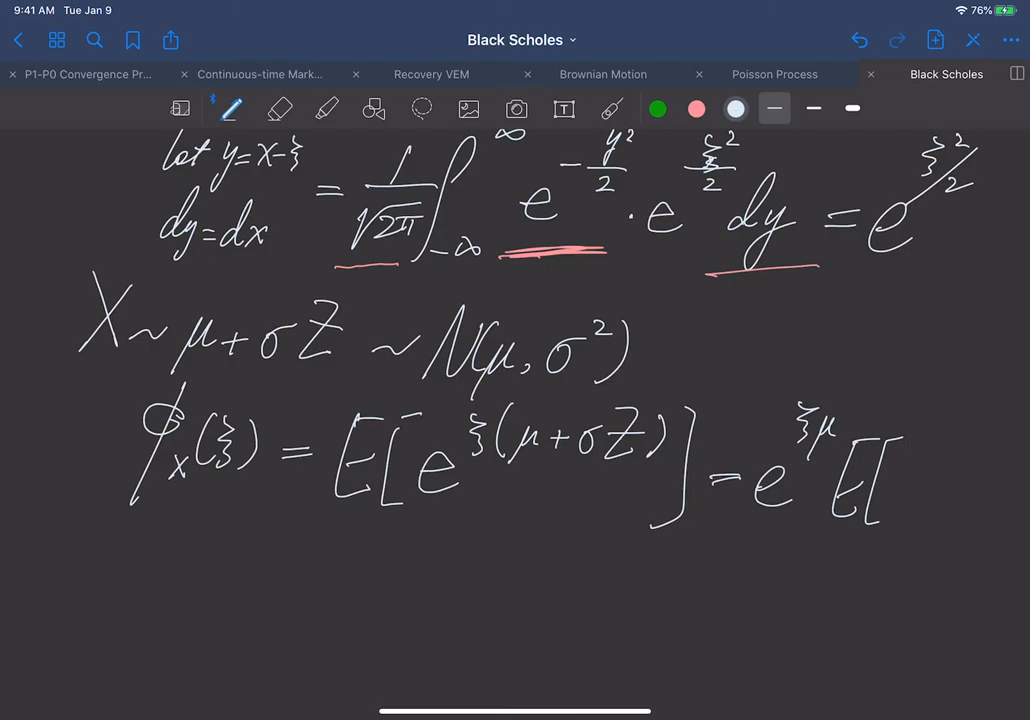 9:41 AM Tue Jan 9 76%
Black Scholes
P1-P0 Convergence Pr... Continuous-time Mark... Recovery VEM Brownian Motion Poisson Process Black Scholes
let y=x-ξ
dy=dx = 1/√2π ∫_{-∞}^{∞} e^{-y²/2} · e^{ξ²/2} dy = e^{ξ²/2}
X ~ μ+σZ ~ N(μ, σ²)
ϕ_X(ξ) = E[e^{ξ(μ+σZ)}] = e^{ξμ} E[